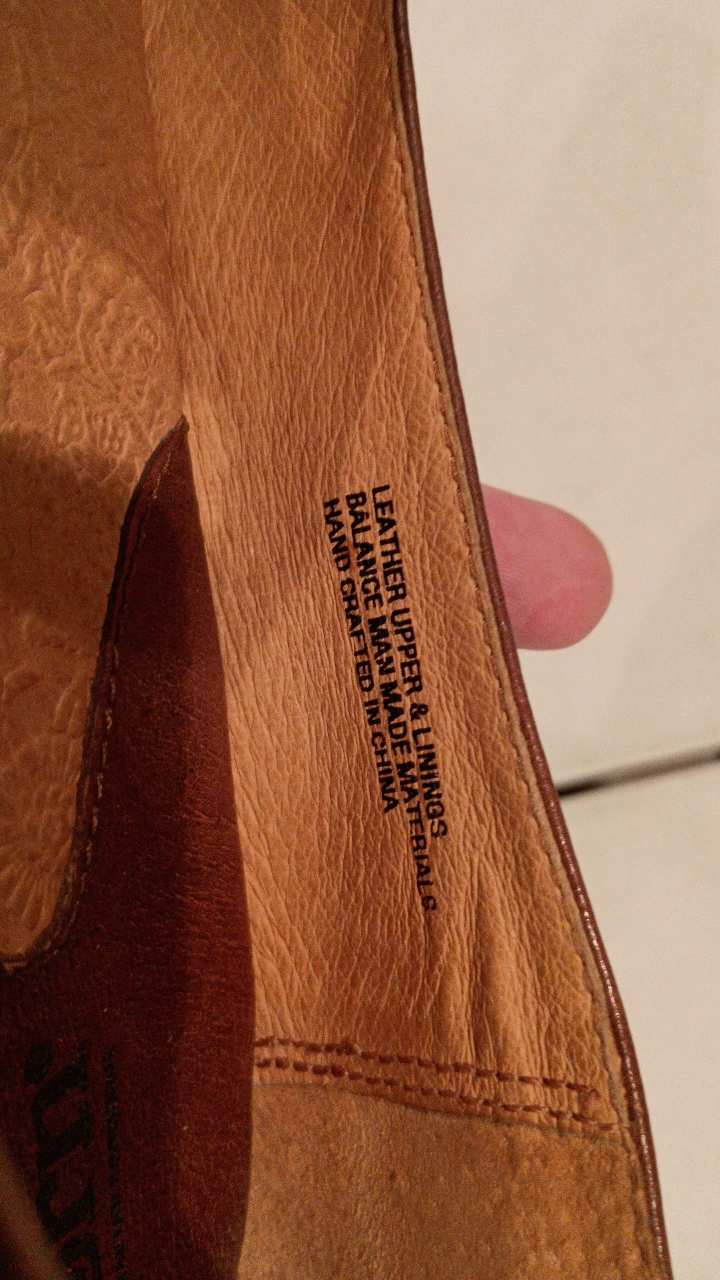 LEATHER UPPER & LININGS
BALANCE MAN MADE MATERIALS
HAND CRAFTED IN CHINA